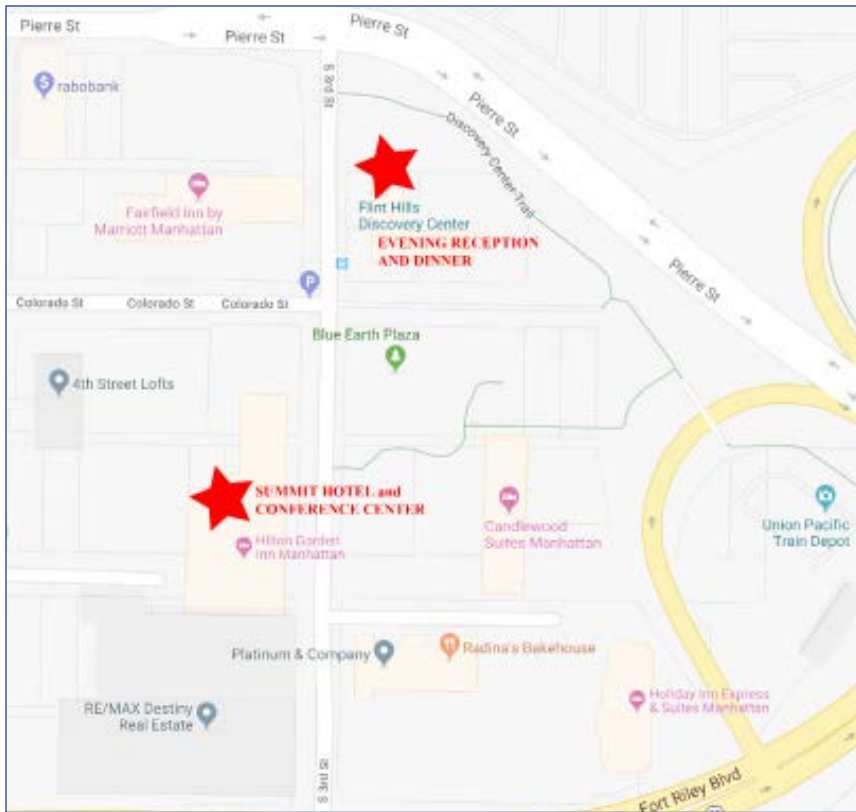 Pierre St
Pierre St
Pierre St
S 3rd St
rabobank
Pierre St
Discovery Center Trail
Fairfield Inn by
Marriott Manhattan
Flint Hills
Discovery Center
EVENING RECEPTION
AND DINNER
Pierre St
P
Colorado St
Colorado St
Colorado St
Blue Earth Plaza
4th Street Lofts
SUMMIT HOTEL and
CONFERENCE CENTER
Hilton Garden
Inn Manhattan
Candlewood
Suites Manhattan
Union Pacific
Train Depot
Platinum & Company
Radina's Bakehouse
RE/MAX Destiny
Real Estate
Holiday Inn Express
& Suites Manhattan
S 3rd St
Fort Riley Blvd